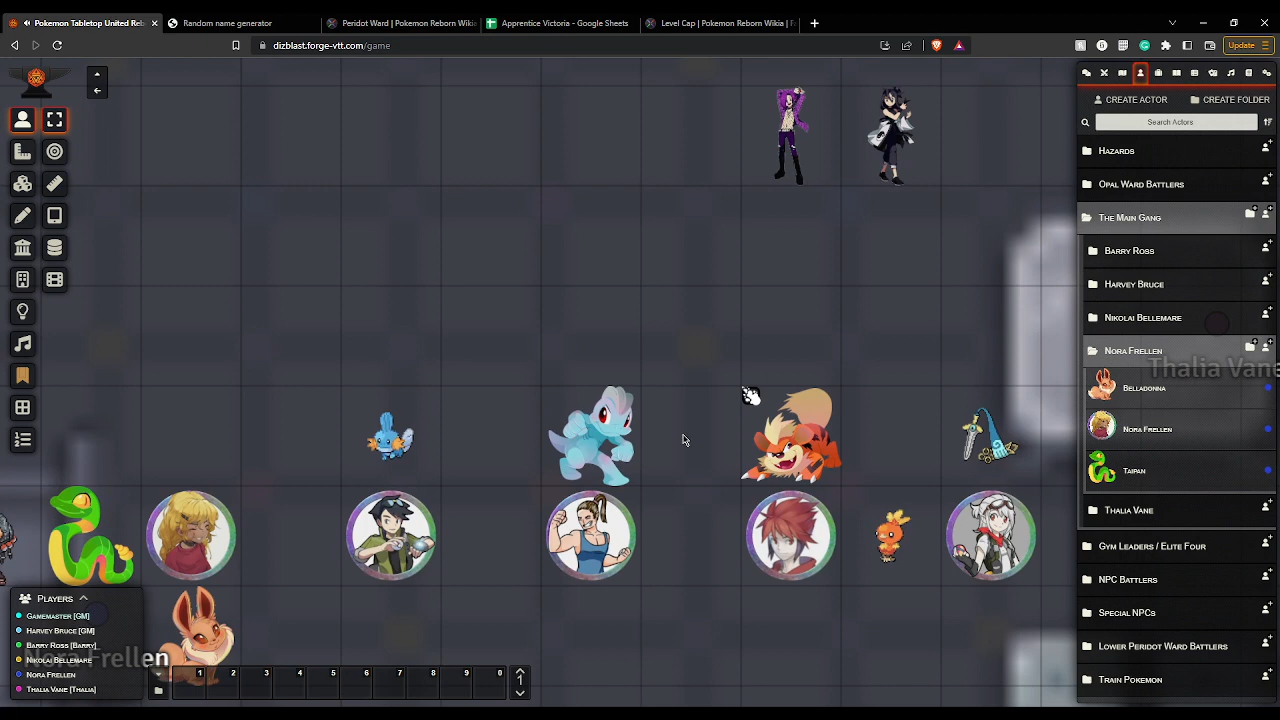 Pokemon Tabletop United Reb
Random name generator
Peridot Ward | Pokemon Reborn Wikia
Apprentice Victoria - Google Sheets
Level Cap | Pokemon Reborn Wikia | F
dizblast.forge-vtt.com/game
Update
CREATE ACTOR
CREATE FOLDER
Search Actors
HAZARDS
OPAL WARD BATTLERS
THE MAIN GANG
BARRY ROSS
HARVEY BRUCE
NIKOLAI BELLEMARE
NORA FRELLEN
Thalia Vane
BELLADONNA
NORA FRELLEN
TAIPAN
THALIA VANE
GYM LEADERS / ELITE FOUR
NPC BATTLERS
SPECIAL NPCS
LOWER PERIDOT WARD BATTLERS
TRAIN POKEMON
PLAYERS
GAMEMASTER [GM]
HARVEY BRUCE [GM]
BARRY ROSS [BARRY]
NIKOLAI BELLEMARE
Nora Frellen
NORA FRELLEN
THALIA VANE [THALIA]
1 2 3 4 5 6 7 8 9 0
1